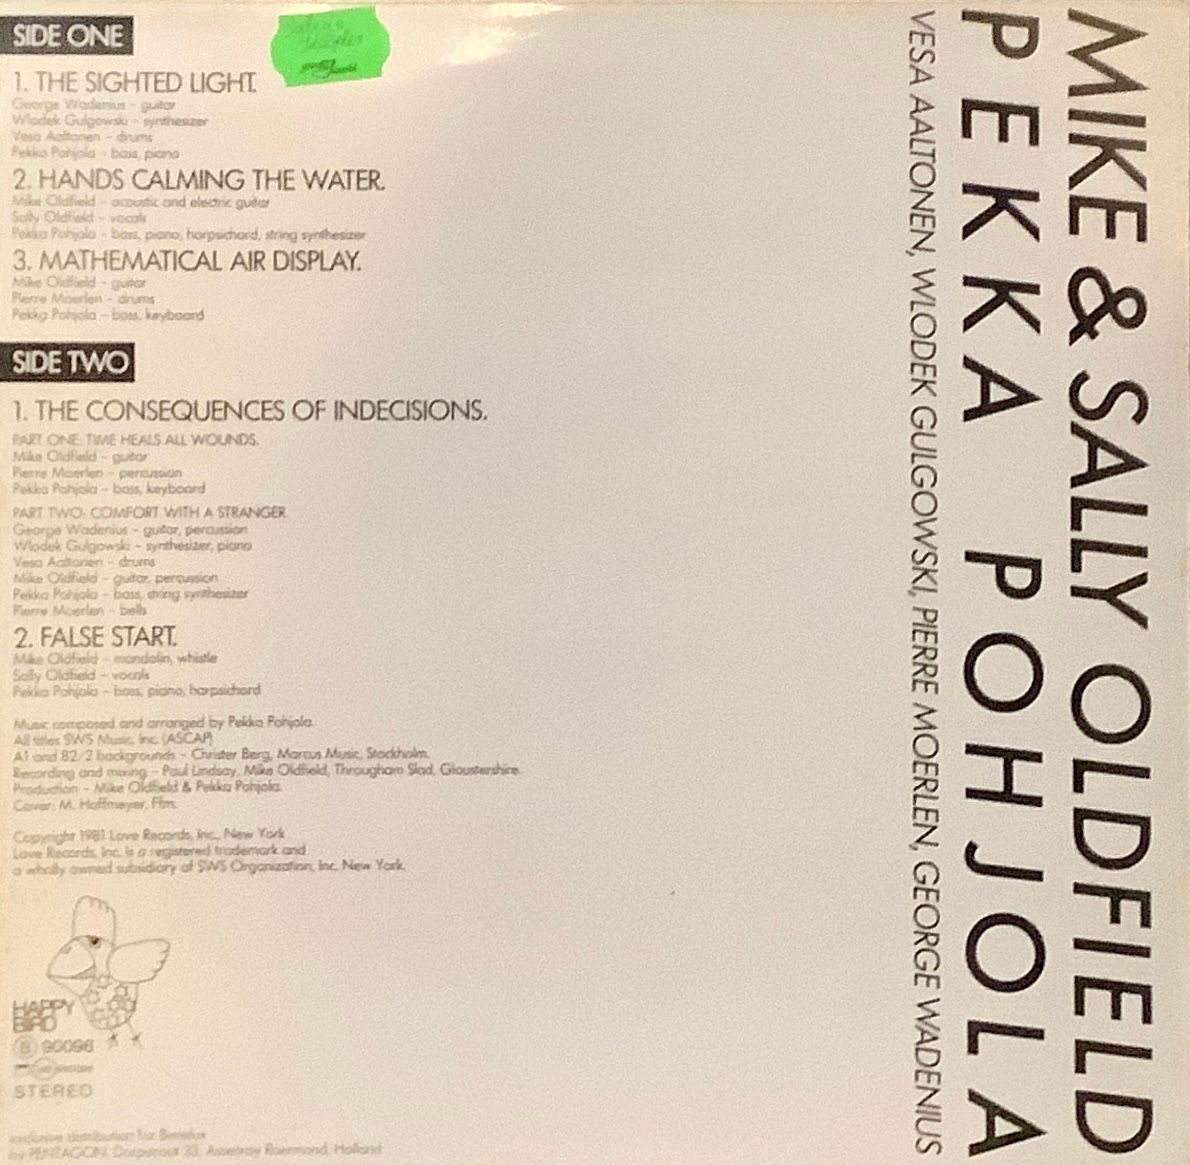 SIDE ONE
1. THE SIGHTED LIGHT.
George Wadenius – guitar
Wlodek Gulgowski – synthesizer
Vesa Aaltonen – drums
Pekka Pohjola – bass, piano
2. HANDS CALMING THE WATER.
Mike Oldfield – acoustic and electric guitar
Sally Oldfield – vocals
Pekka Pohjola – bass, piano, harpsichord, string synthesizer
3. MATHEMATICAL AIR DISPLAY.
Mike Oldfield – guitar
Pierre Moerlen – drums
Pekka Pohjola – bass, keyboard
SIDE TWO
1. THE CONSEQUENCES OF INDECISIONS.
PART ONE: TIME HEALS ALL WOUNDS.
Mike Oldfield – guitar
Pierre Moerlen – percussion
Pekka Pohjola – bass, keyboard
PART TWO: COMFORT WITH A STRANGER.
George Wadenius – guitar, percussion
Wlodek Gulgowski – synthesizer, piano
Vesa Aaltonen – drums
Mike Oldfield – guitar, percussion
Pekka Pohjola – bass, string synthesizer
Pierre Moerlen – bells
2. FALSE START.
Mike Oldfield – mandolin, whistle
Sally Oldfield – vocals
Pekka Pohjola – bass, piano, harpsichord
Music composed and arranged by Pekka Pohjola.
All titles SWS Music, Inc. (ASCAP)
A1 and B2/2 backgrounds – Christer Berg, Marcus Music, Stockholm.
Recording and mixing – Paul Lindsay, Mike Oldfield, Througham Slad, Gloustershire.
Production – Mike Oldfield & Pekka Pohjola.
Cover: M. Hoffmeyer, Ffm.
Copyright 1981 Love Records, Inc., New York
Love Records, Inc. is a registered trademark and
a wholly owned subsidiary of SWS Organization, Inc. New York.
HAPPY
BIRD
B 90096
STEREO
exclusive distribution for Benelux
by PENTAGON, 33, Roermond, Holland
MIKE & SALLY OLDFIELD
PEKKA POHJOLA
VESA AALTONEN, WLODEK GULGOWSKI, PIERRE MOERLEN, GEORGE WADENIUS